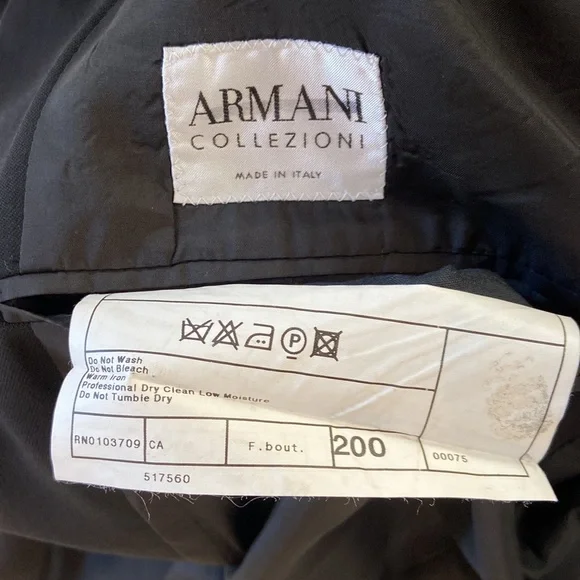 ARMANI
COLLEZIONI
MADE IN ITALY
P
Do Not Wash
Do Not Bleach
Warm Iron
Professional Dry Clean Low Moisture
Do Not Tumble Dry
RN0103709 CA F.bout. 200 00075
517560